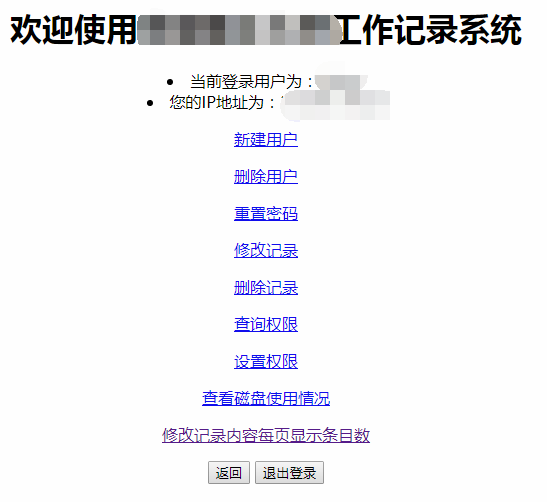 欢迎使用工作记录系统
当前登录用户为：
您的IP地址为：
新建用户
删除用户
重置密码
修改记录
删除记录
查询权限
设置权限
查看磁盘使用情况
修改记录内容每页显示条目数
返回 退出登录